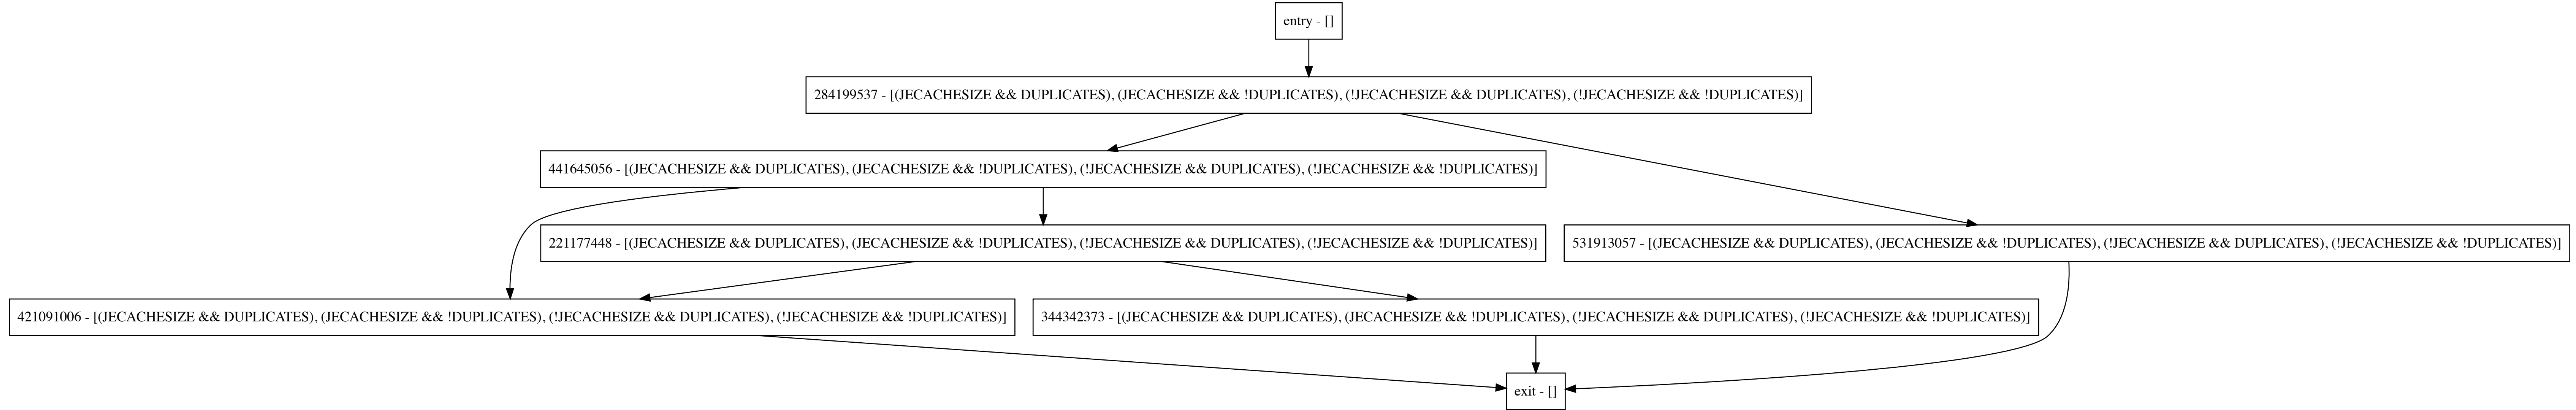 entry - []
284199537 - [(JECACHESIZE && DUPLICATES), (JECACHESIZE && !DUPLICATES), (!JECACHESIZE && DUPLICATES), (!JECACHESIZE && !DUPLICATES)]
441645056 - [(JECACHESIZE && DUPLICATES), (JECACHESIZE && !DUPLICATES), (!JECACHESIZE && DUPLICATES), (!JECACHESIZE && !DUPLICATES)]
221177448 - [(JECACHESIZE && DUPLICATES), (JECACHESIZE && !DUPLICATES), (!JECACHESIZE && DUPLICATES), (!JECACHESIZE && !DUPLICATES)]
531913057 - [(JECACHESIZE && DUPLICATES), (JECACHESIZE && !DUPLICATES), (!JECACHESIZE && DUPLICATES), (!JECACHESIZE && !DUPLICATES)]
421091006 - [(JECACHESIZE && DUPLICATES), (JECACHESIZE && !DUPLICATES), (!JECACHESIZE && DUPLICATES), (!JECACHESIZE && !DUPLICATES)]
344342373 - [(JECACHESIZE && DUPLICATES), (JECACHESIZE && !DUPLICATES), (!JECACHESIZE && DUPLICATES), (!JECACHESIZE && !DUPLICATES)]
exit - []